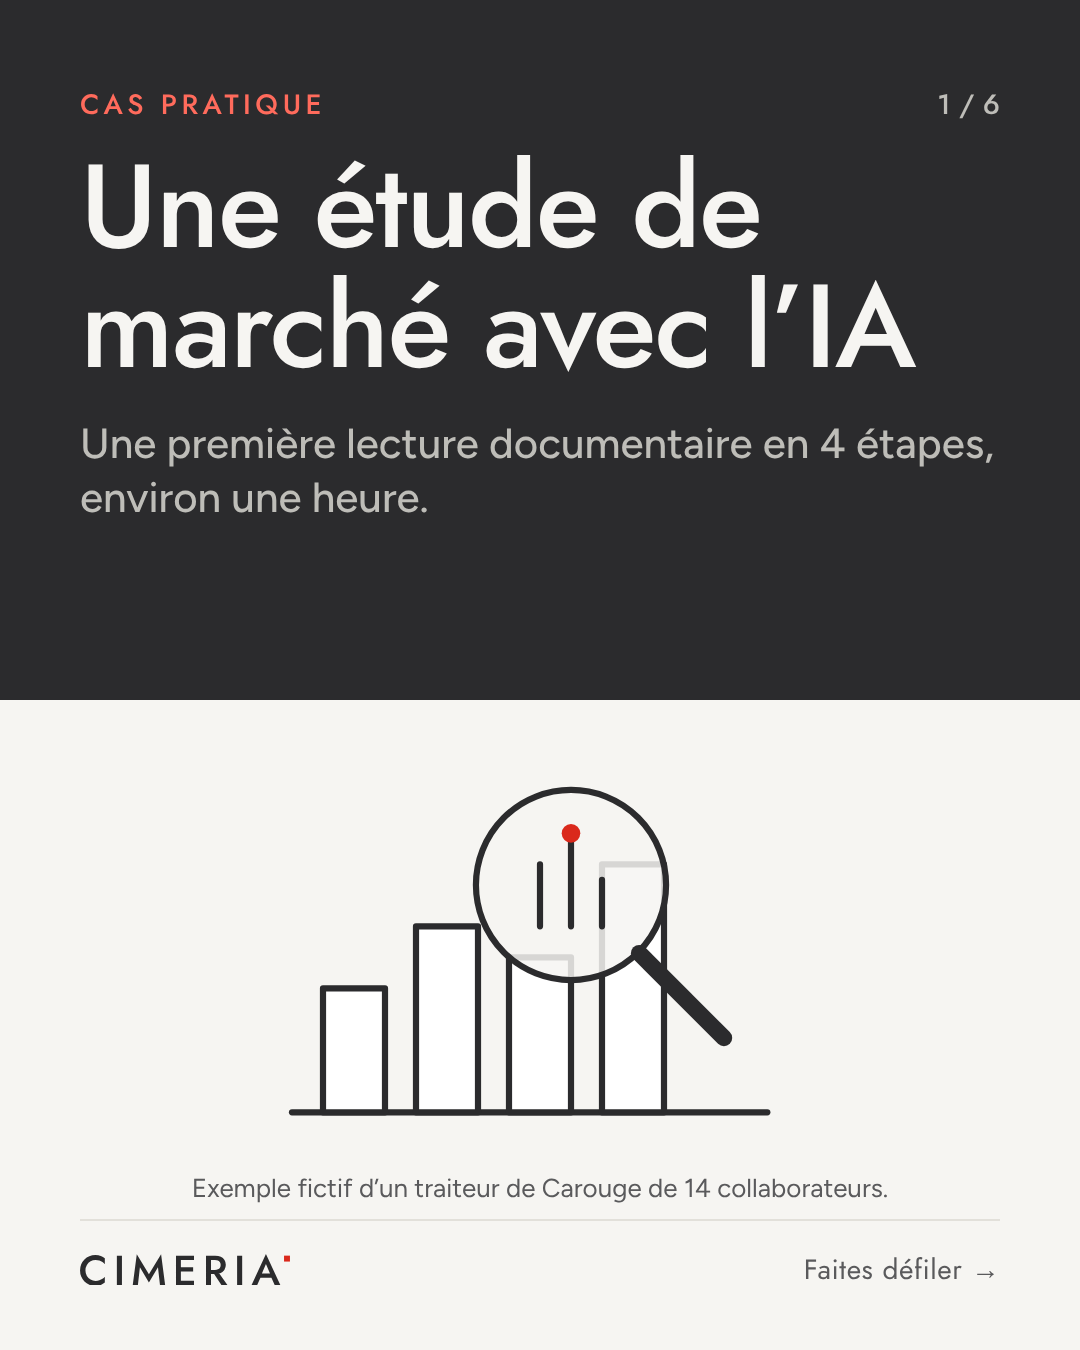 CAS PRATIQUE
1 / 6
Une étude de
marché avec l’IA
Une première lecture documentaire en 4 étapes,
environ une heure.
Exemple fictif d’un traiteur de Carouge de 14 collaborateurs.
CIMERIA
Faites défiler →